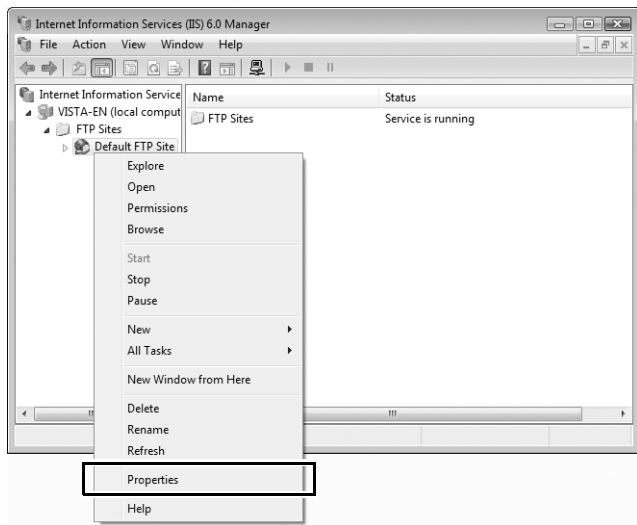 Internet Information Services (IIS) 6.0 Manager
File Action View Window Help
Internet Information Service
VISTA-EN (local comput
FTP Sites
Default FTP Site
Name Status
FTP Sites Service is running
Explore
Open
Permissions
Browse
Start
Stop
Pause
New
All Tasks
New Window from Here
Delete
Rename
Refresh
Properties
Help